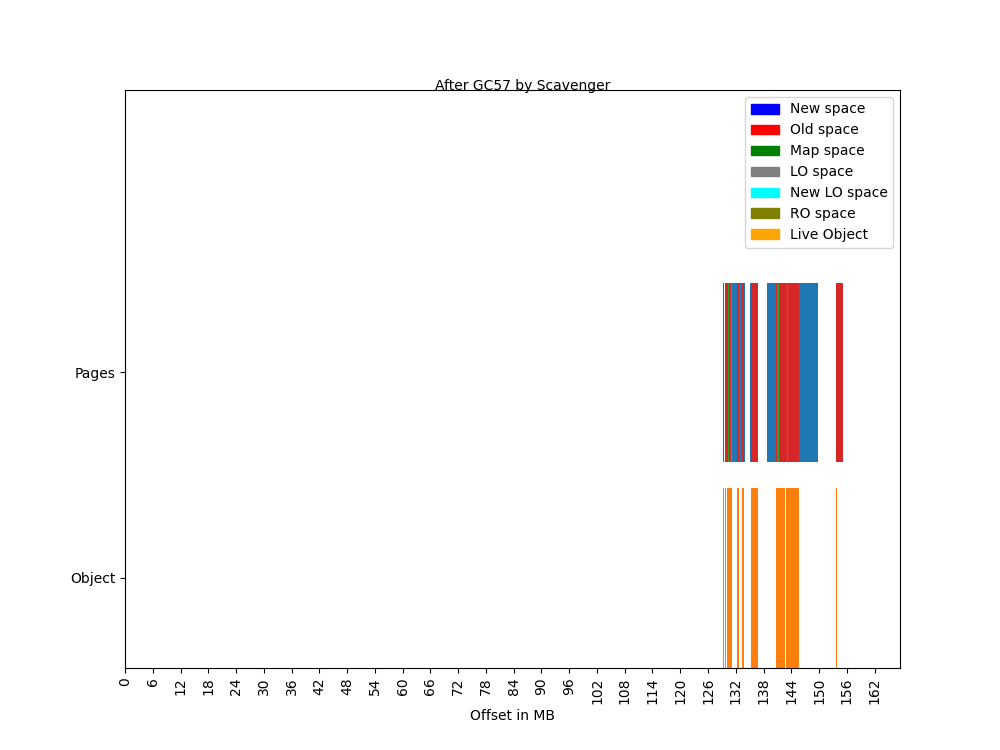 After GC57 by Scavenger
New space
Old space
Map space
LO space
New LO space
RO space
Live Object
Pages
Object
0 6 12 18 24 30 36 42 48 54 60 66 72 78 84 90 96 102 108 114 120 126 132 138 144 150 156 162
Offset in MB